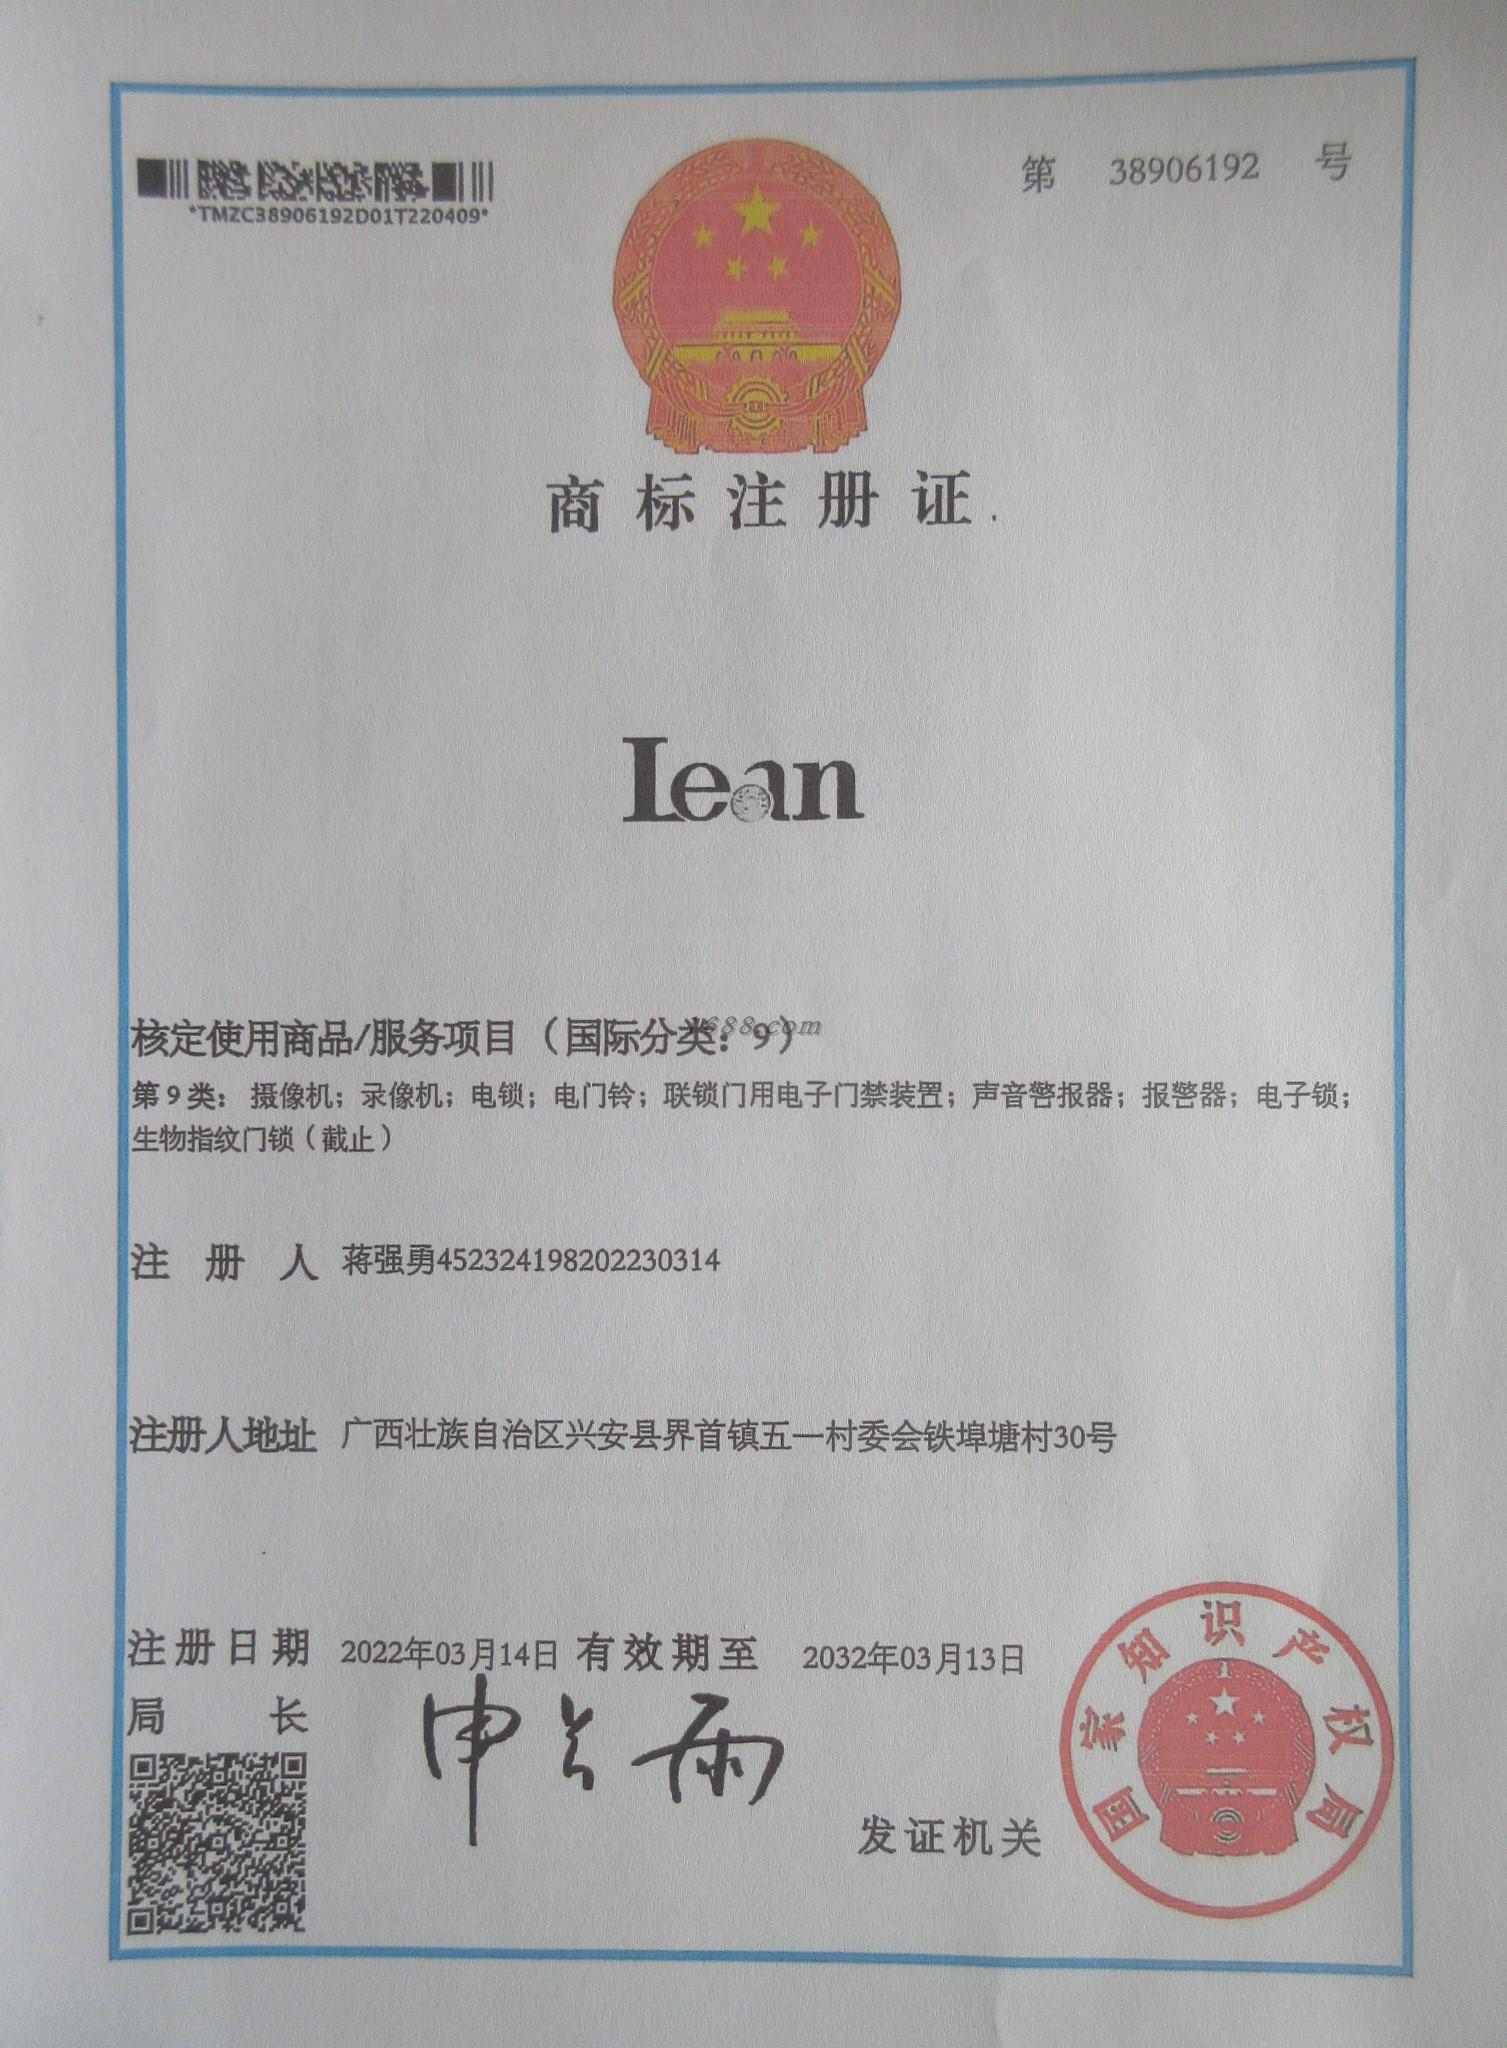 第 38906192 号
*TMZC38906192D01T220409*
商标注册证
Iean
核定使用商品/服务项目（国际分类：9）
688.com
第9类：摄像机；录像机；电锁；电门铃；联锁门用电子门禁装置；声音警报器；报警器；电子锁；
生物指纹门锁（截止）
注册人 蒋强勇452324198202230314
注册人地址 广西壮族自治区兴安县界首镇五一村委会铁埠塘村30号
注册日期 2022年03月14日 有效期至 2032年03月13日
局长 申长雨
发证机关
国家知识产权局